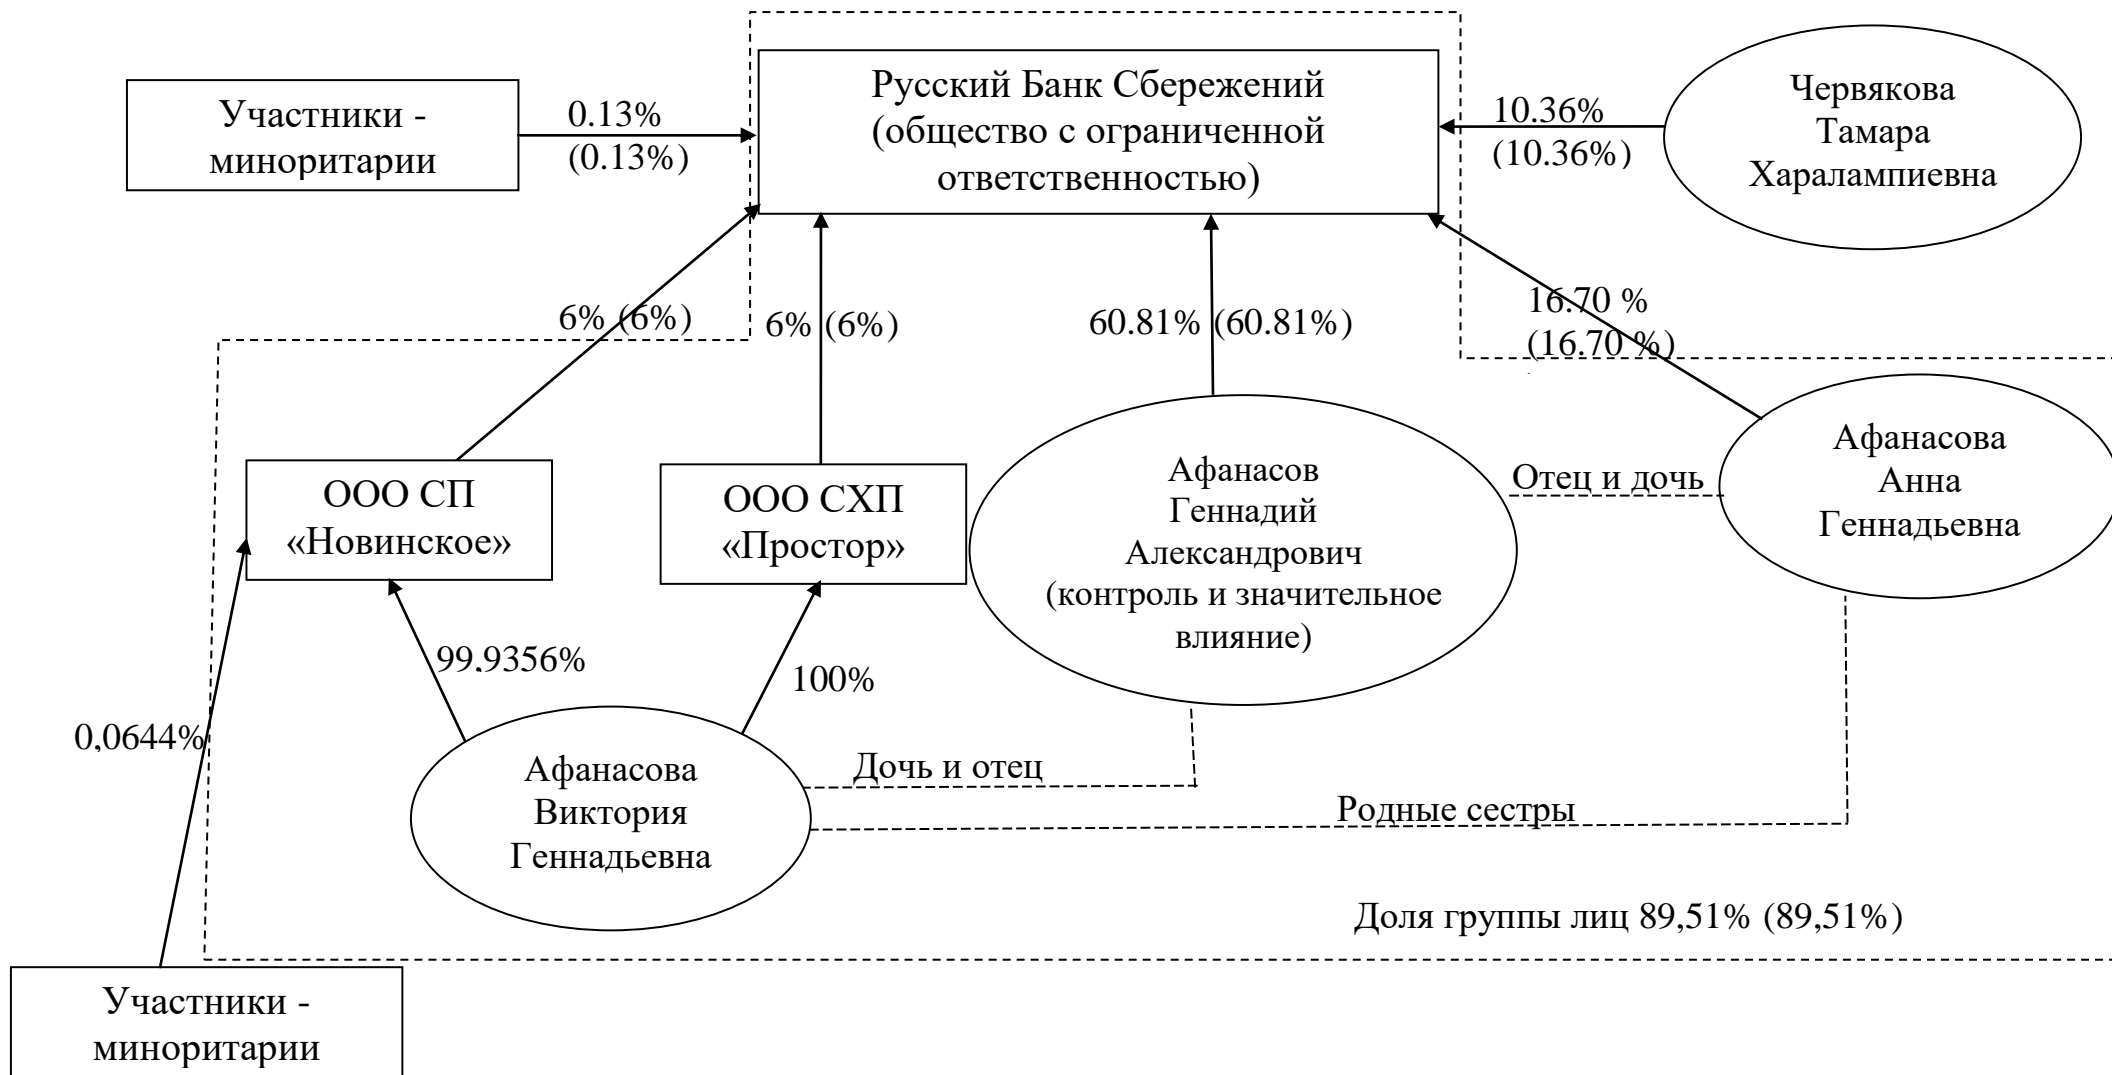 Русский Банк Сбережений
(общество с ограниченной
ответственностью)
Участники -
миноритарии
0.13%
(0.13%)
10.36%
(10.36%)
Червякова
Тамара
Харалампиевна
6% (6%)
6% (6%)
60.81% (60.81%)
16.70 %
(16.70 %)
ООО СП
«Новинское»
ООО СХП
«Простор»
Афанасов
Геннадий
Александрович
(контроль и значительное
влияние)
Отец и дочь
Афанасова
Анна
Геннадьевна
99,9356%
100%
0,0644%
Афанасова
Виктория
Геннадьевна
Дочь и отец
Родные сестры
Доля группы лиц 89,51% (89,51%)
Участники -
миноритарии